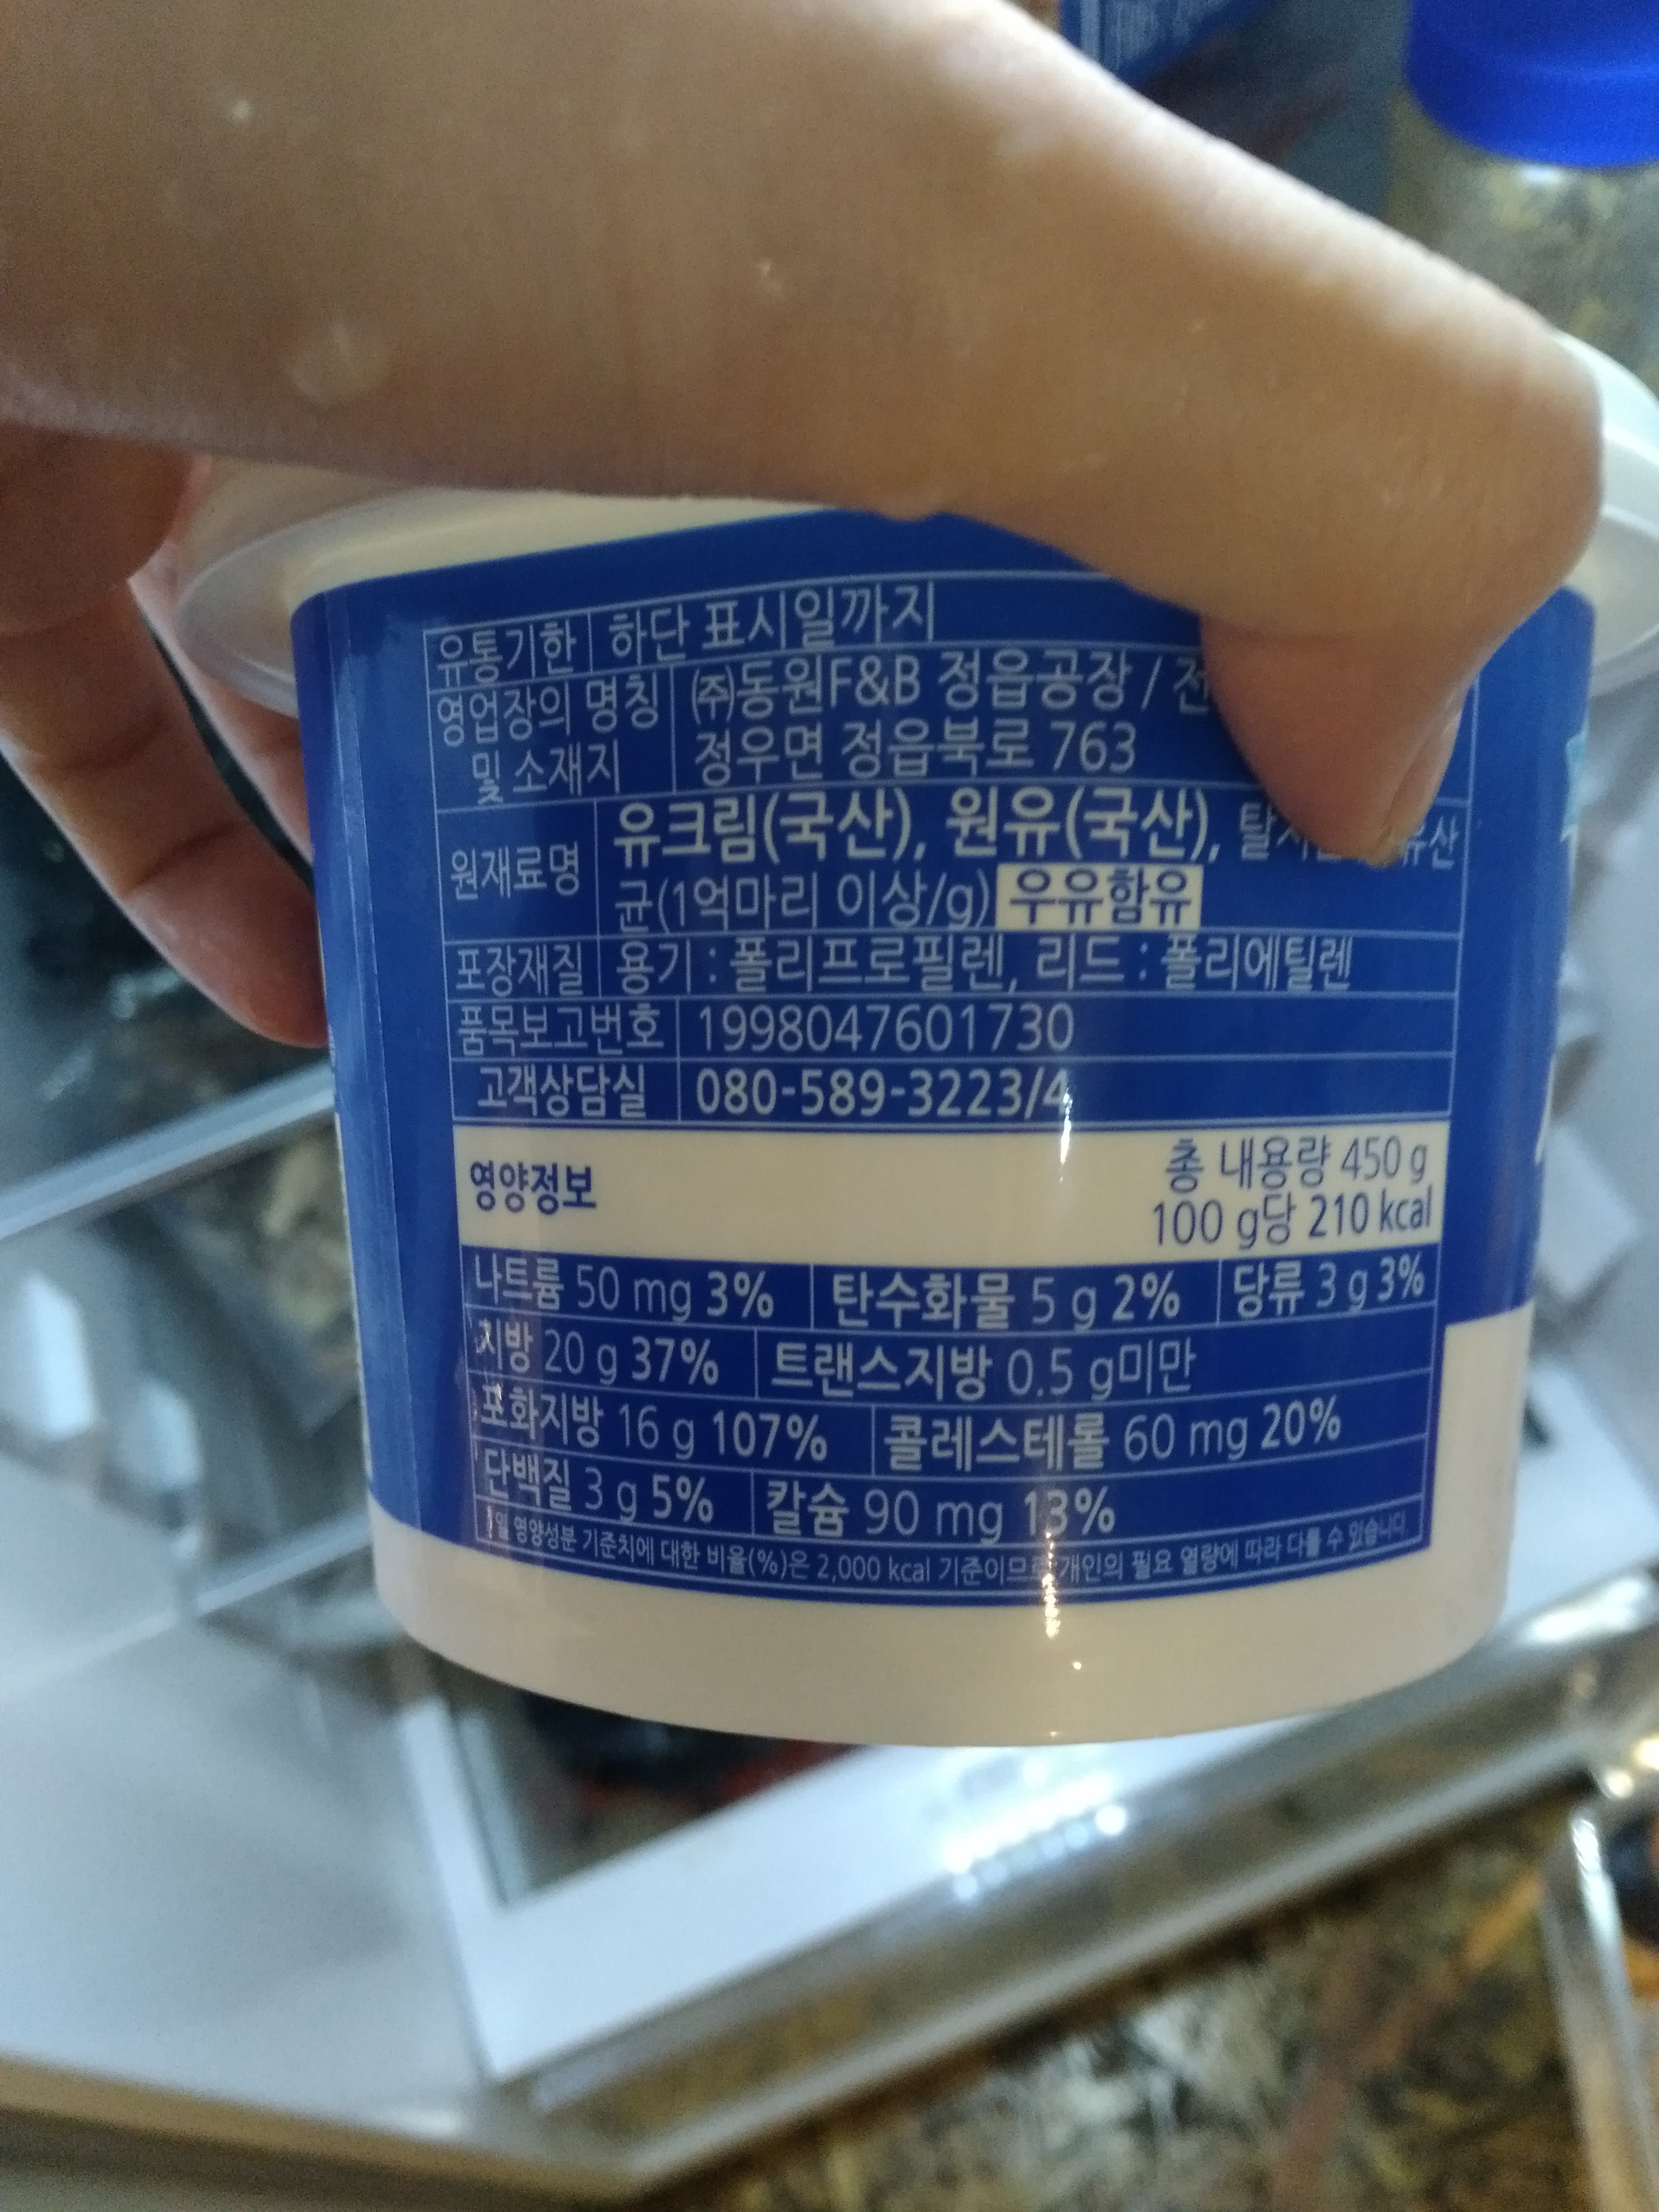 유통기한 하단 표시일까지
영업장의 명칭 및 소재지 ㈜동원F&B 정읍공장 /
정우면 정읍북로 763
원재료명 유크림(국산), 원유(국산),
균(1억마리 이상/g) 우유함유
포장재질 용기 : 폴리프로필렌, 리드 : 폴리에틸렌
품목보고번호 1998047601730
고객상담실 080-589-3223/4
영양정보 총 내용량 450 g
100 g당 210 kcal
나트륨 50 mg 3% 탄수화물 5 g 2% 당류 3 g 3%
지방 20 g 37% 트랜스지방 0.5 g미만
포화지방 16 g 107% 콜레스테롤 60 mg 20%
단백질 3 g 5% 칼슘 90 mg 13%
1일 영양성분 기준치에 대한 비율(%)은 2,000 kcal 기준이므로 개인의 필요 열량에 따라 다를 수 있습니다.